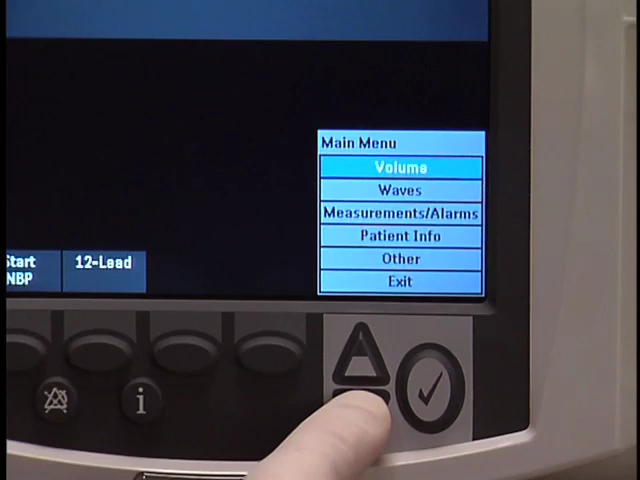 Main Menu
Volume
Waves
Measurements/Alarms
Patient Info
Other
Exit
Start 12-Lead
NBP
i